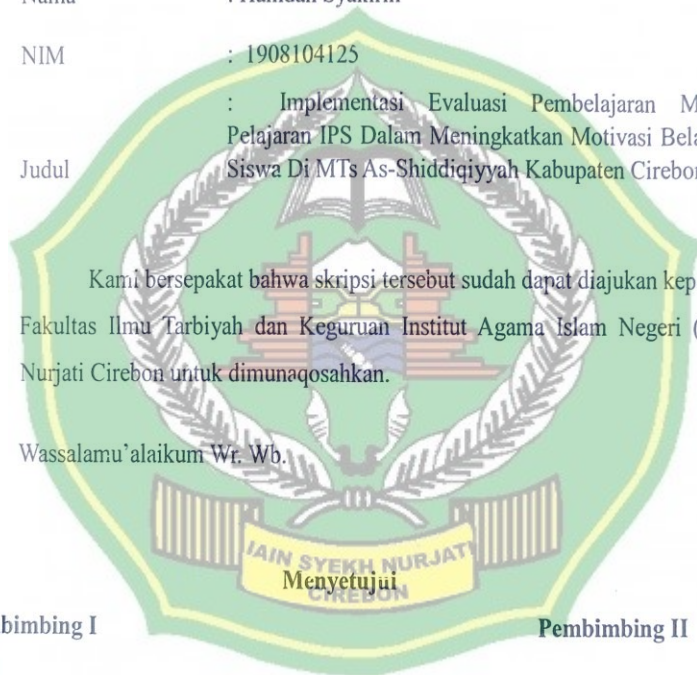 Nama
NIM : 1908104125
: Implementasi Evaluasi Pembelajaran M
Pelajaran IPS Dalam Meningkatkan Motivasi Bela
Judul Siswa Di MTs As-Shiddiqiyyah Kabupaten Cirebon
Kami bersepakat bahwa skripsi tersebut sudah dapat diajukan kep
Fakultas Ilmu Tarbiyah dan Keguruan Institut Agama Islam Negeri (
Nurjati Cirebon untuk dimunaqosahkan.
Wassalamu’alaikum Wr. Wb.
IAIN SYEKH NURJATI
Menyetujui
CIREBON
bimbing I Pembimbing II